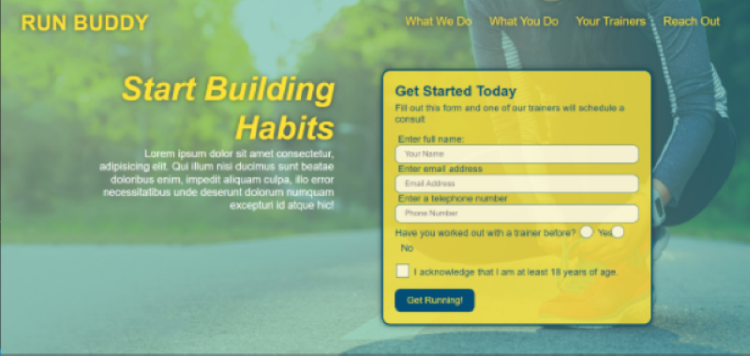 RUN BUDDY
What We Do What You Do Your Trainers Reach Out
Start Building
Habits
Lorem ipsum dolor sit amet consectetur,
adipisicing elit. Qui illum nisi ducimus sunt beatae
doloribus enim, impedit aliquam culpa, illo error
necessitatibus unde deserunt dolorum numquam
excepturi id atque hic!
Get Started Today
Fill out this form and one of our trainers will schedule a
consult
Enter full name:
Your Name
Enter email address
Email Address
Enter a telephone number
Phone Number
Have you worked out with a trainer before? Yes
No
I acknowledge that I am at least 18 years of age.
Get Running!